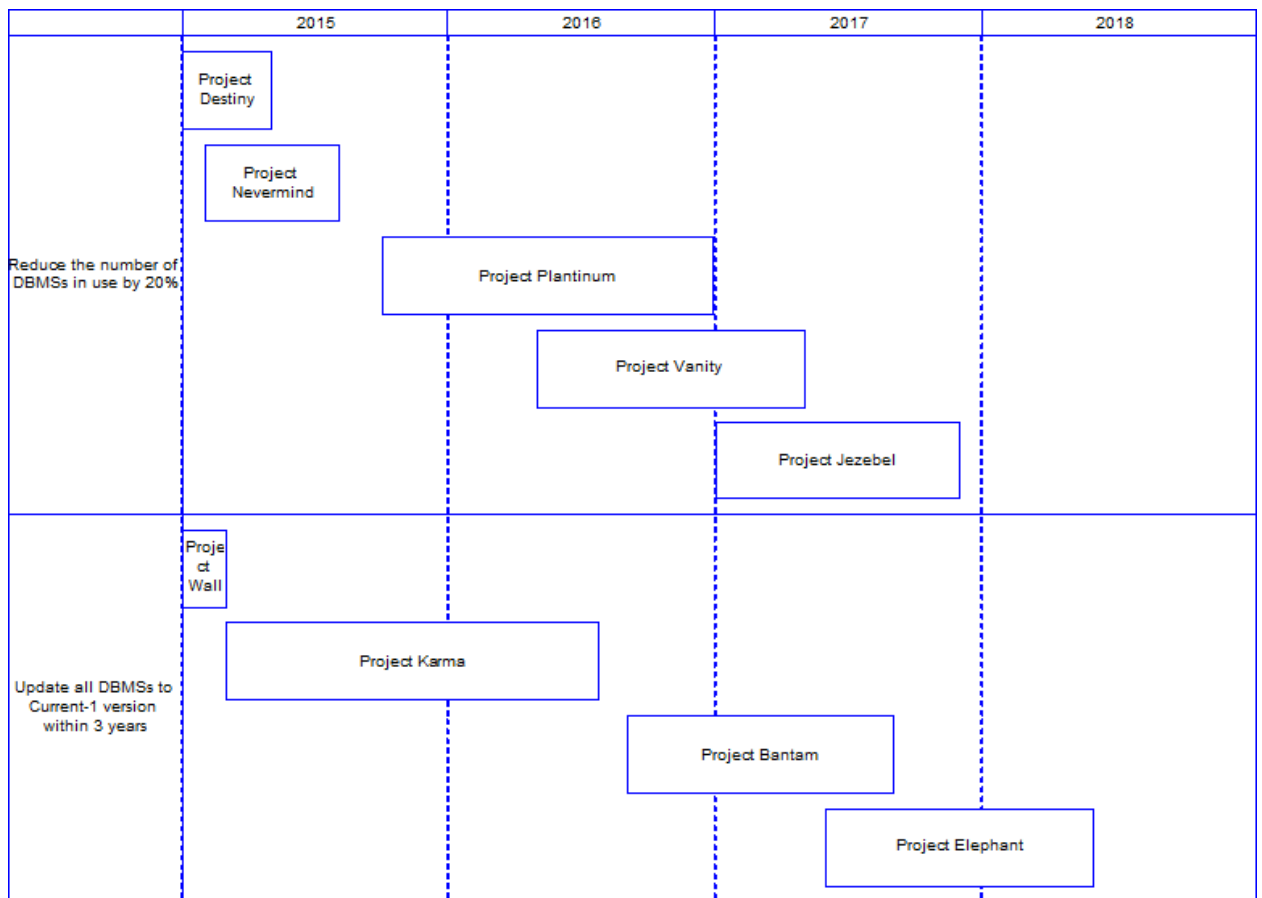 2015
2016
2017
2018
Project
Destiny
Project
Nevermind
Reduce the number of
DBMSs in use by 20%
Project Plantinum
Project Vanity
Project Jezebel
Proje
ct
Wall
Project Karma
Update all DBMSs to
Current-1 version
within 3 years
Project Bantam
Project Elephant